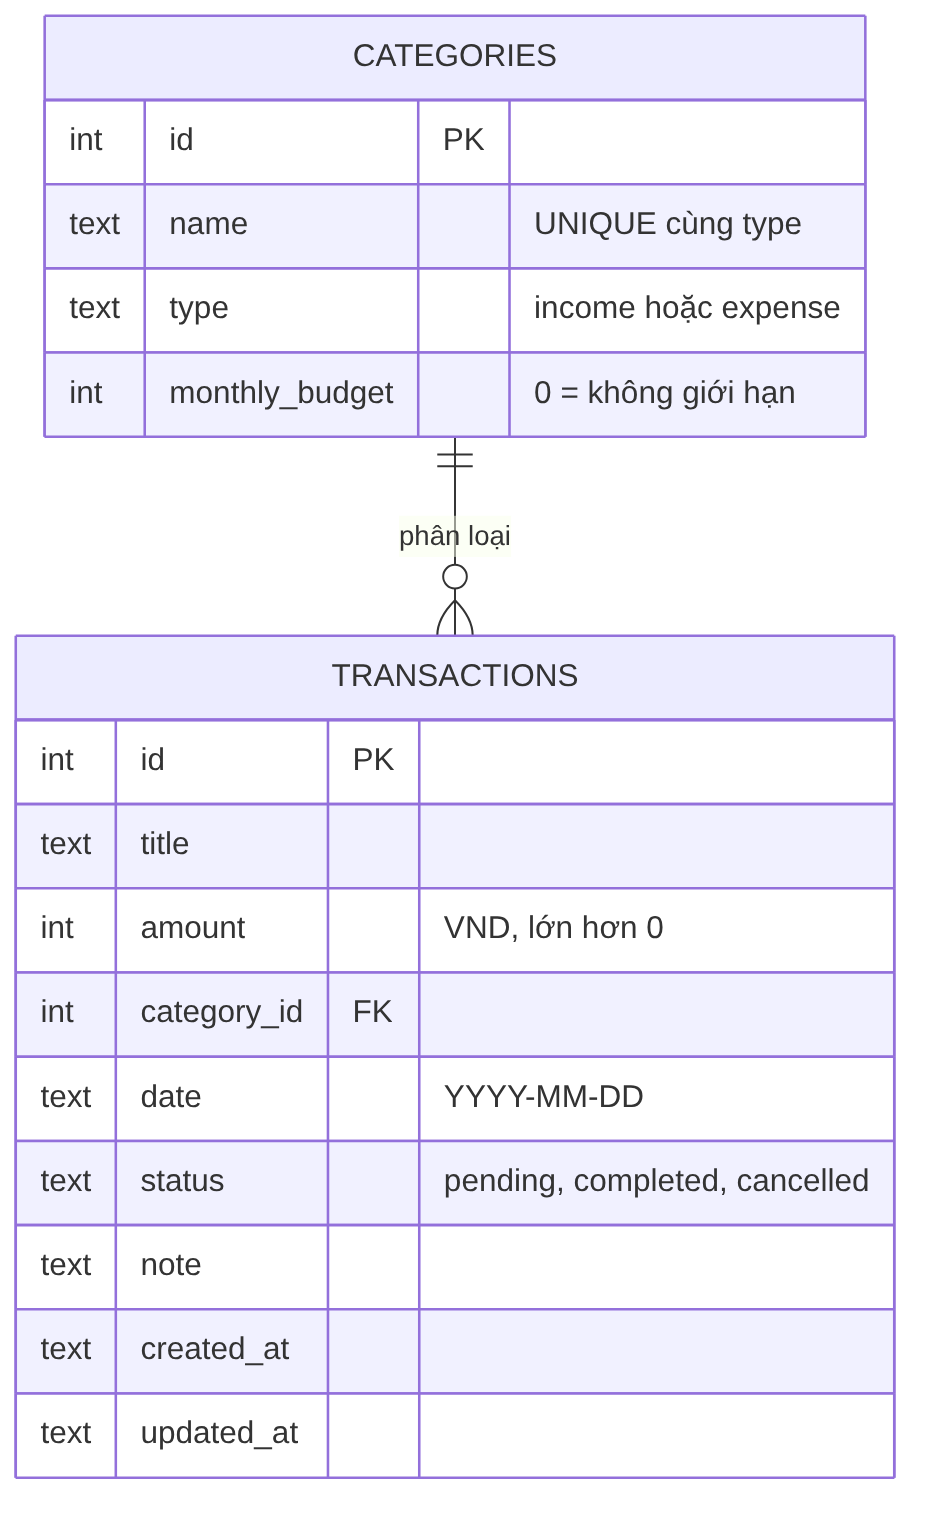 CATEGORIES
int id PK
text name UNIQUE cùng type
text type income hoặc expense
int monthly_budget 0 = không giới hạn
phân loại
TRANSACTIONS
int id PK
text title
int amount VND, lớn hơn 0
int category_id FK
text date YYYY-MM-DD
text status pending, completed, cancelled
text note
text created_at
text updated_at